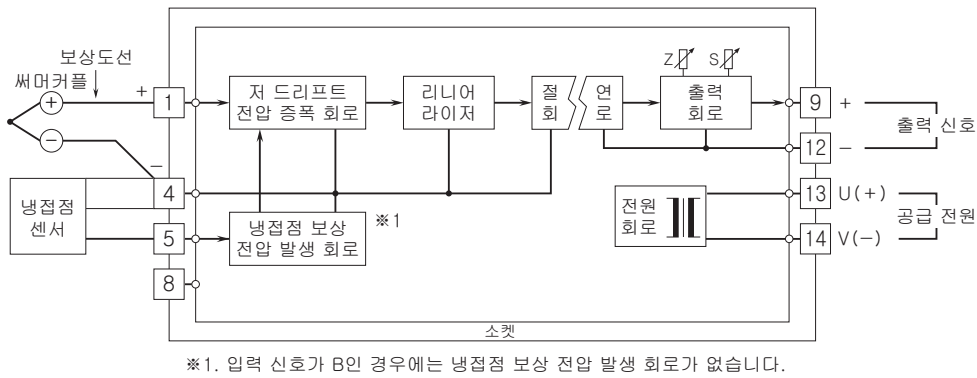 보상도선
써머커플
+
−
+
−
1
4
5
8
냉접점
센서
저 드리프트
전압 증폭 회로
리니어
라이저
절
회
연
로
Z
S
출력
회로
냉접점 보상
전압 발생 회로
※1
전원
회로
9
+
12
−
출력 신호
13
U(+)
14
V(−)
공급 전원
소켓
※1. 입력 신호가 B인 경우에는 냉접점 보상 전압 발생 회로가 없습니다.